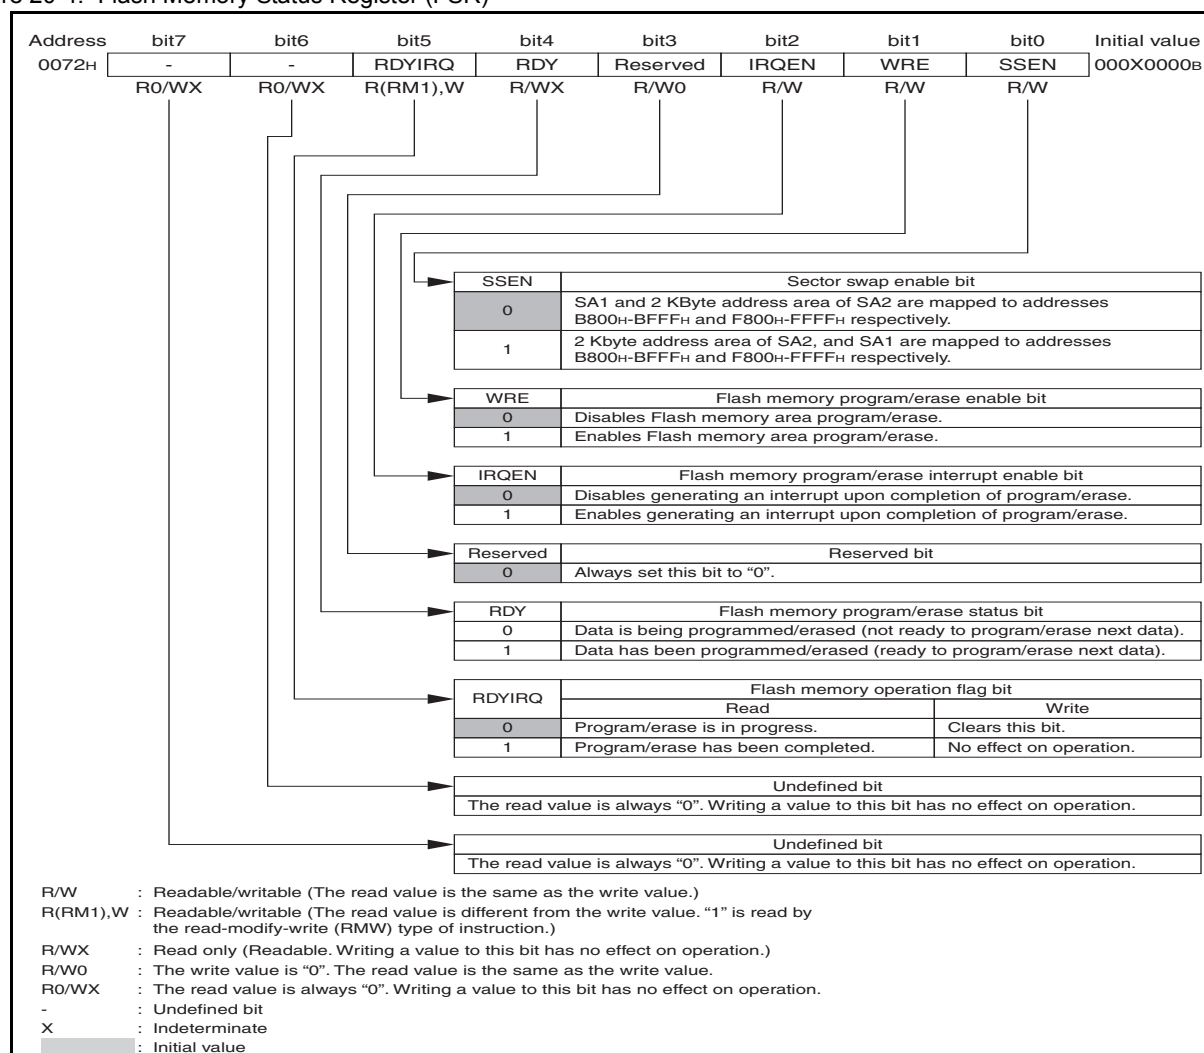 Flash Memory Status Register (FSR)
Address bit7 bit6 bit5 bit4 bit3 bit2 bit1 bit0 Initial value
0072H - - RDYIRQ RDY Reserved IRQEN WRE SSEN 000X0000B
R0/WX R0/WX R(RM1),W R/WX R/W0 R/W R/W R/W
SSEN Sector swap enable bit
0 SA1 and 2 KByte address area of SA2 are mapped to addresses
B800H-BFFFH and F800H-FFFFH respectively.
1 2 Kbyte address area of SA2, and SA1 are mapped to addresses
B800H-BFFFH and F800H-FFFFH respectively.
WRE Flash memory program/erase enable bit
0 Disables Flash memory area program/erase.
1 Enables Flash memory area program/erase.
IRQEN Flash memory program/erase interrupt enable bit
0 Disables generating an interrupt upon completion of program/erase.
1 Enables generating an interrupt upon completion of program/erase.
Reserved Reserved bit
0 Always set this bit to “0”.
RDY Flash memory program/erase status bit
0 Data is being programmed/erased (not ready to program/erase next data).
1 Data has been programmed/erased (ready to program/erase next data).
RDYIRQ Flash memory operation flag bit
Read Write
0 Program/erase is in progress. Clears this bit.
1 Program/erase has been completed. No effect on operation.
Undefined bit
The read value is always “0”. Writing a value to this bit has no effect on operation.
Undefined bit
The read value is always “0”. Writing a value to this bit has no effect on operation.
R/W : Readable/writable (The read value is the same as the write value.)
R(RM1),W : Readable/writable (The read value is different from the write value. “1” is read by
the read-modify-write (RMW) type of instruction.)
R/WX : Read only (Readable. Writing a value to this bit has no effect on operation.)
R/W0 : The write value is “0”. The read value is the same as the write value.
R0/WX : The read value is always “0”. Writing a value to this bit has no effect on operation.
- : Undefined bit
X : Indeterminate
: Initial value